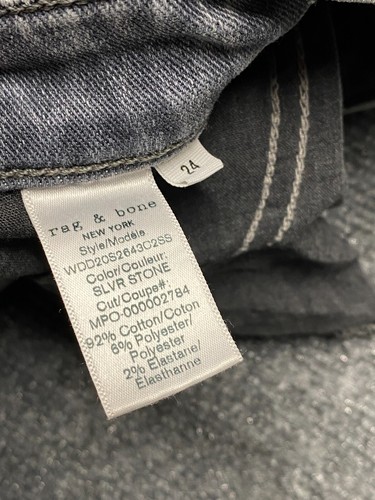 24
rag & bone
NEW YORK
Style/Modèle
WDD20S2643C2SS
Color/Couleur:
SLVR STONE
Cut/Coupe#:
MPO-000002784
92% Cotton/Coton
6% Polyester/
Polyester
2% Elastane/
Elasthanne